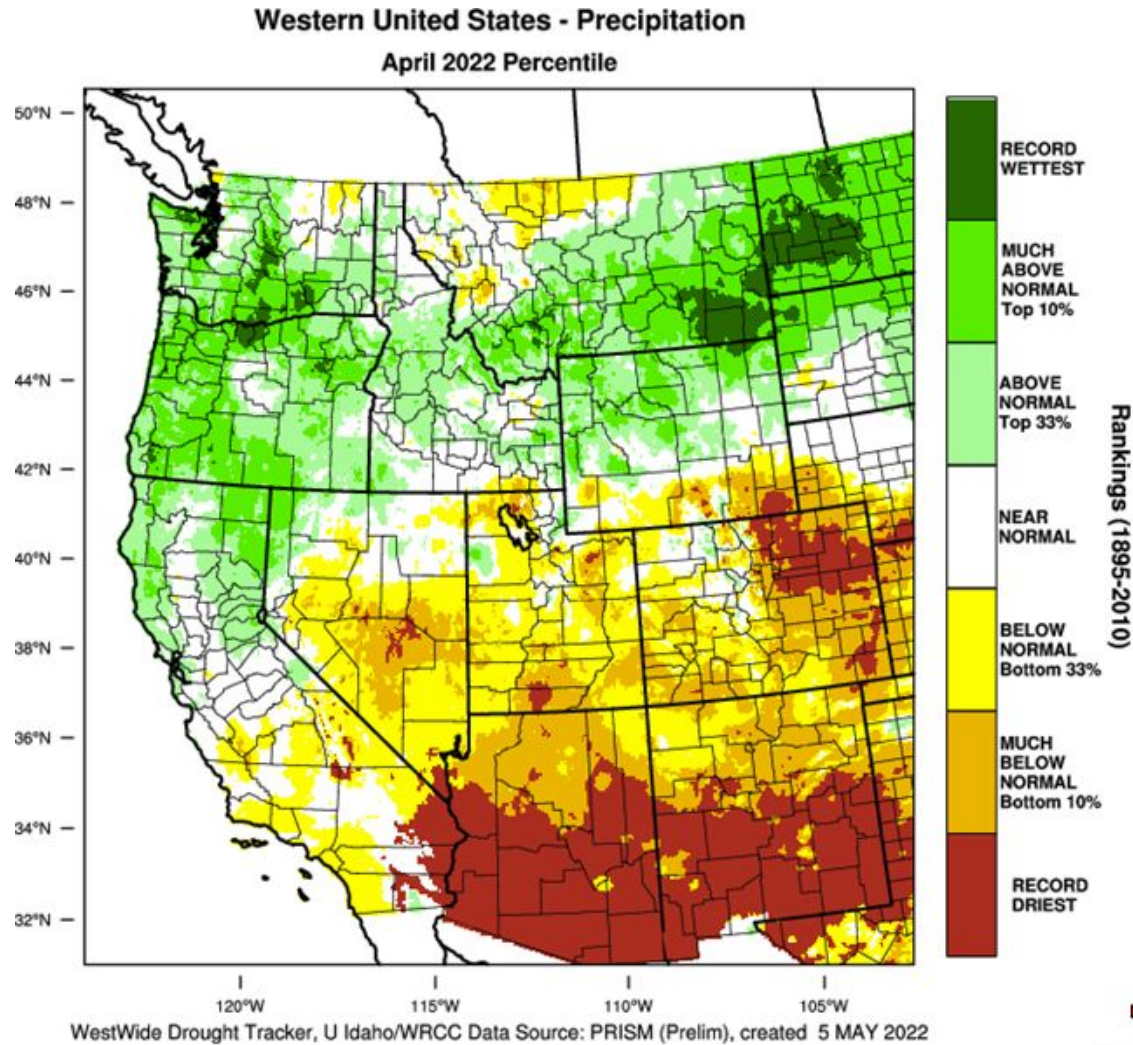 Western United States - Precipitation
April 2022 Percentile
50°N
48°N
46°N
44°N
42°N
40°N
38°N
36°N
34°N
32°N
120°W
115°W
110°W
105°W
RECORD
WETTEST
MUCH
ABOVE
NORMAL
Top 10%
ABOVE
NORMAL
Top 33%
NEAR
NORMAL
BELOW
NORMAL
Bottom 33%
MUCH
BELOW
NORMAL
Bottom 10%
RECORD
DRIEST
Rankings (1895-2010)
WestWide Drought Tracker, U Idaho/WRCC Data Source: PRISM (Prelim), created 5 MAY 2022